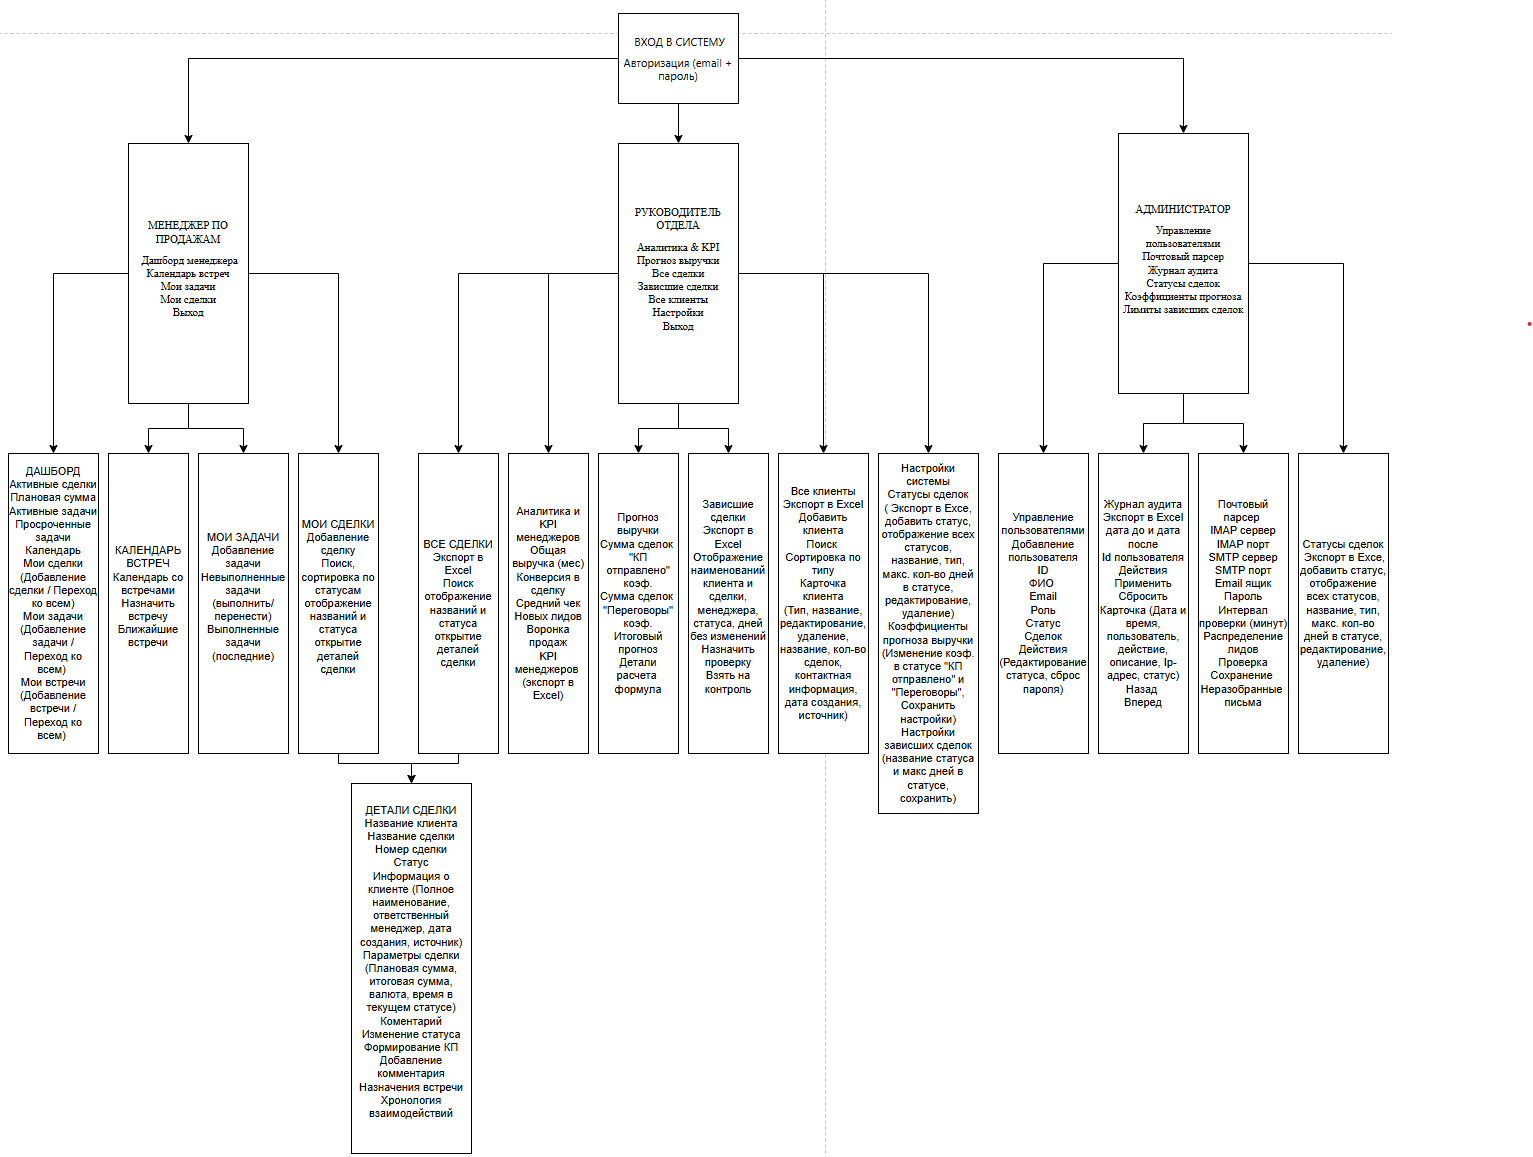 ВХОД В СИСТЕМУ
Авторизация (email +
пароль)
МЕНЕДЖЕР ПО
ПРОДАЖАМ
Дашборд менеджера
Календарь встреч
Мои задачи
Мои сделки
Выход
РУКОВОДИТЕЛЬ
ОТДЕЛА
Аналитика & KPI
Прогноз выручки
Все сделки
Зависшие сделки
Все клиенты
Настройки
Выход
АДМИНИСТРАТОР
Управление
пользователями
Почтовый парсер
Журнал аудита
Статусы сделок
Коэффициенты прогноза
Лимиты зависших сделок
ДАШБОРД
Активные сделки
Плановая сумма
Активные задачи
Просроченные
задачи
Календарь
Мои сделки
(Добавление
сделки / Переход
ко всем)
Мои задачи
(Добавление
задачи /
Переход ко
всем)
Мои встречи
(Добавление
встречи /
Переход ко
всем)
КАЛЕНДАРЬ
ВСТРЕЧ
Календарь со
встречами
Назначить
встречу
Ближайшие
встречи
МОИ ЗАДАЧИ
Добавление
задачи
Невыполненные
задачи
(выполнить/
перенести)
Выполненные
задачи
(последние)
МОИ СДЕЛКИ
Добавление
сделку
Поиск,
сортировка по
статусам
отображение
названий и
статуса
открытие
деталей
сделки
ВСЕ СДЕЛКИ
Экспорт в
Excel
Поиск
отображение
названий и
статуса
открытие
деталей
сделки
Аналитика и
KPI
менеджеров
Общая
выручка (мес)
Конверсия в
сделку
Средний чек
Новых лидов
Воронка
продаж
KPI
менеджеров
(экспорт в
Excel)
Прогноз
выручки
Сумма сделок
"КП
отправлено"
коэф.
Сумма сделок
"Переговоры"
коэф.
Итоговый
прогноз
Детали
расчета
формула
Зависшие
сделки
Экспорт в
Excel
Отображение
наименований
клиента и
сделки,
менеджера,
статуса, дней
без изменений
Назначить
проверку
Взять на
контроль
Все клиенты
Экспорт в Excel
Добавить
клиента
Поиск
Сортировка по
типу
Карточка
клиента
(Тип, название,
редактирование,
удаление,
название, кол-во
сделок,
контактная
информация,
дата создания,
источник)
Настройки
системы
Статусы сделок
( Экспорт в Ехсе,
добавить статус,
отображение всех
статусов,
название, тип,
макс. кол-во дней
в статусе,
редактирование,
удаление)
Коэффициенты
прогноза выручки
(Изменение коэф.
в статусе "КП
отправлено" и
"Переговоры",
Сохранить
настройки)
Настройки
зависших сделок
(название статуса
и макс дней в
статусе,
сохранить)
Управление
пользователями
Добавление
пользователя
ID
ФИО
Email
Роль
Статус
Сделок
Действия
(Редактирование
статуса, сброс
пароля)
Журнал аудита
Экспорт в Excel
дата до и дата
после
Id пользователя
Действия
Применить
Сбросить
Карточка (Дата и
время,
пользователь,
действие,
описание, Ip-
адрес, статус)
Назад
Вперед
Почтовый
парсер
IMAP сервер
IMAP порт
SMTP сервер
SMTP порт
Email ящик
Пароль
Интервал
проверки (минут)
Распределение
лидов
Проверка
Сохранение
Неразобранные
письма
Статусы сделок
Экспорт в Ехсе,
добавить статус,
отображение
всех статусов,
название, тип,
макс. кол-во
дней в статусе,
редактирование,
удаление)
ДЕТАЛИ СДЕЛКИ
Название клиента
Название сделки
Номер сделки
Статус
Информация о
клиенте (Полное
наименование,
ответственный
менеджер, дата
создания, источник)
Параметры сделки
(Плановая сумма,
итоговая сумма,
валюта, время в
текущем статусе)
Коментарий
Изменение статуса
Формирование КП
Добавление
комментария
Назначения встречи
Хронология
взаимодействий